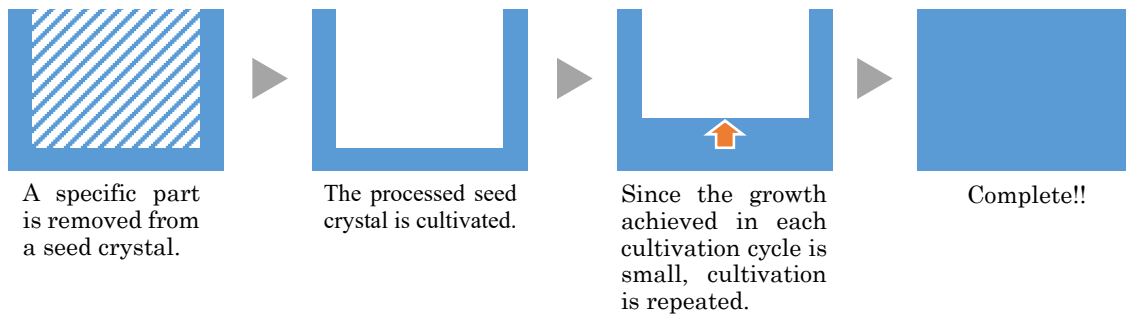 A specific part
is removed from
a seed crystal.
The processed seed
crystal is cultivated.
Since the growth
achieved in each
cultivation cycle is
small, cultivation
is repeated.
Complete!!